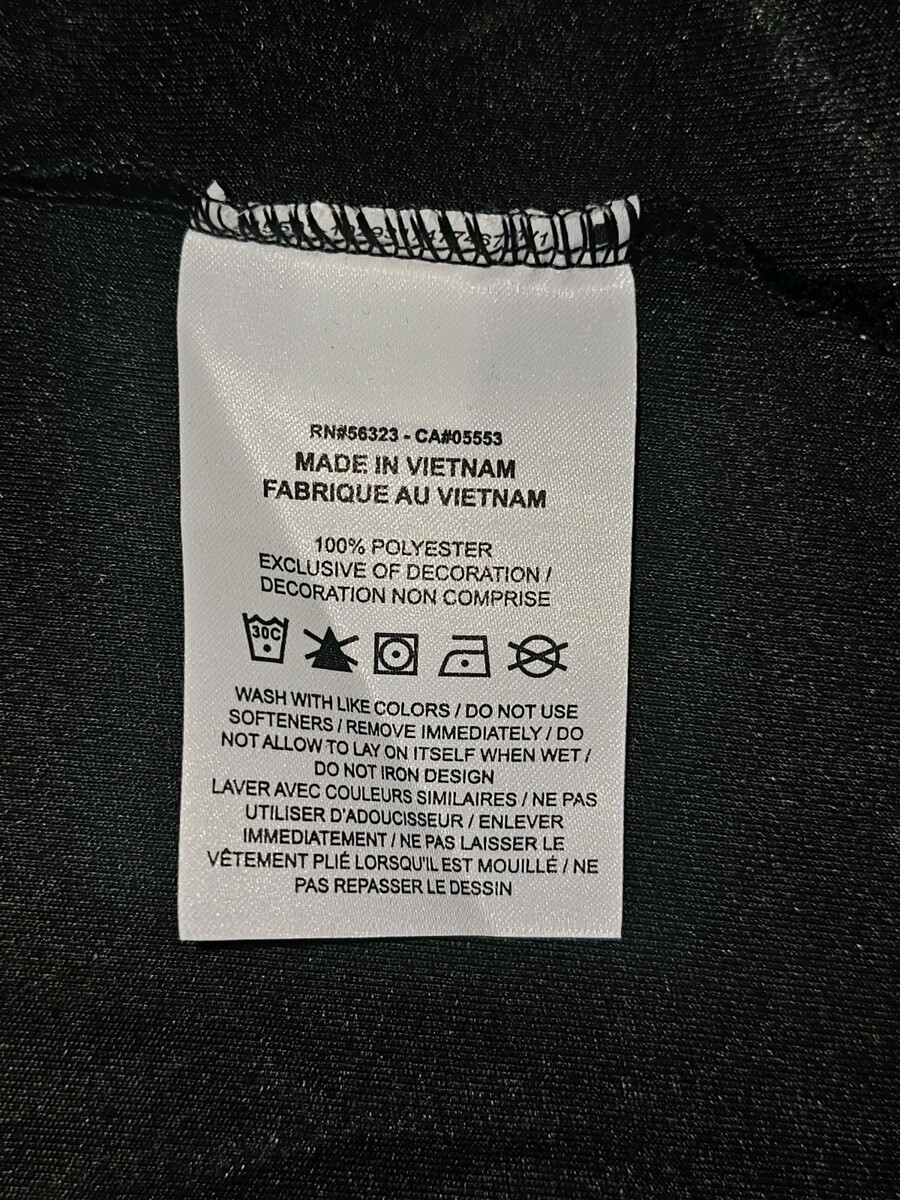 RN#56323 - CA#05553
MADE IN VIETNAM
FABRIQUE AU VIETNAM
100% POLYESTER
EXCLUSIVE OF DECORATION /
DECORATION NON COMPRISE
30C
WASH WITH LIKE COLORS / DO NOT USE
SOFTENERS / REMOVE IMMEDIATELY / DO
NOT ALLOW TO LAY ON ITSELF WHEN WET /
DO NOT IRON DESIGN
LAVER AVEC COULEURS SIMILAIRES / NE PAS
UTILISER D'ADOUCISSEUR / ENLEVER
IMMEDIATEMENT / NE PAS LAISSER LE
VÊTEMENT PLIÉ LORSQU'IL EST MOUILLÉ / NE
PAS REPASSER LE DESSIN